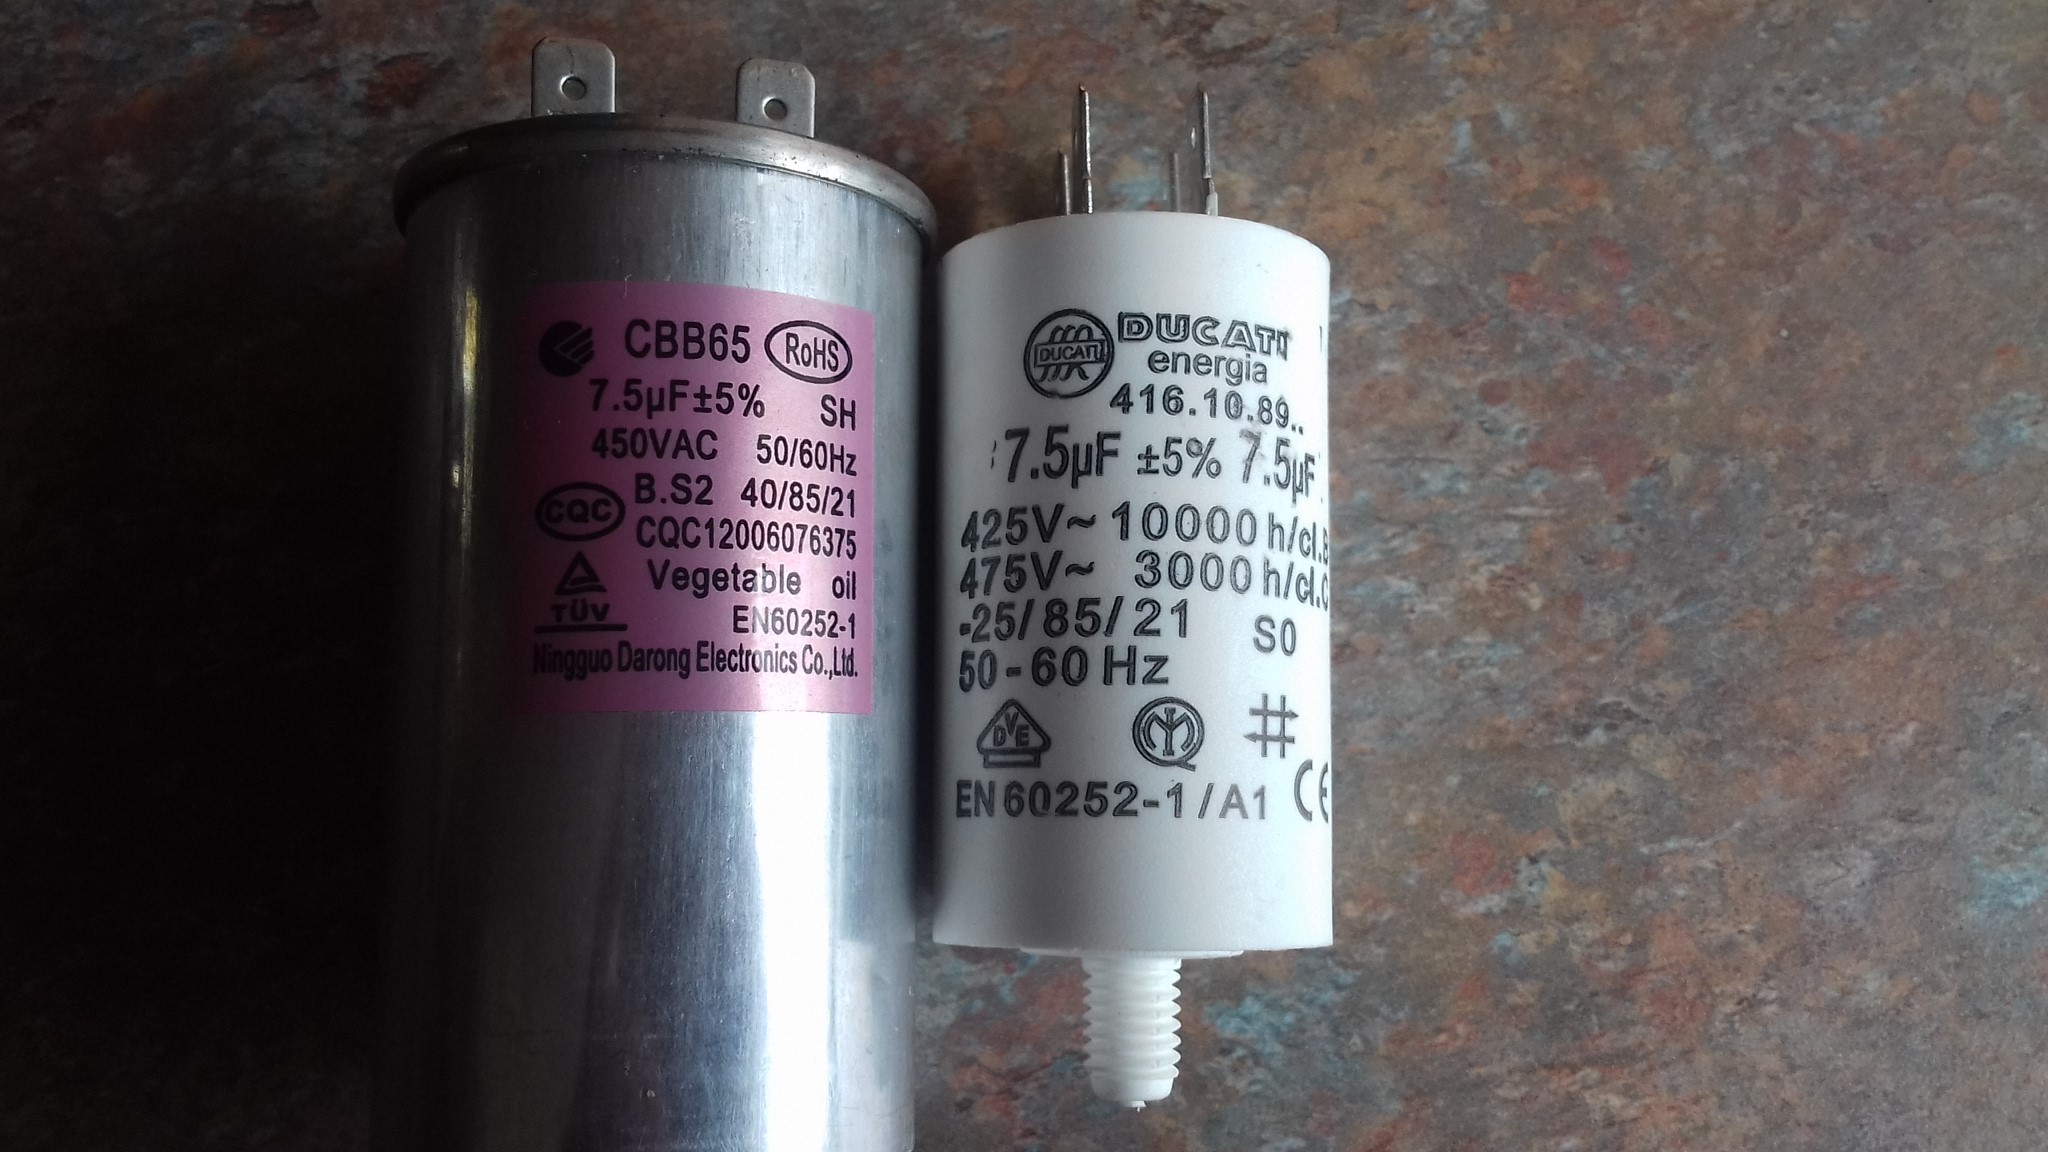 CBB65 RoHS
7.5μF±5% SH
450VAC 50/60Hz
B.S2 40/85/21
CQC
CQC12006076375
Vegetable oil
TÜV
EN60252-1
Ningguo Darong Electronics Co.,Ltd.
DUCATI
DUCATI
energia
416.10.89..
7.5μF ±5% 7.5μF
425V~ 10000 h/cl.B
475V~ 3000 h/cl.C
-25/85/21
S0
50-60 Hz
VDE
EN60252-1/A1 CE